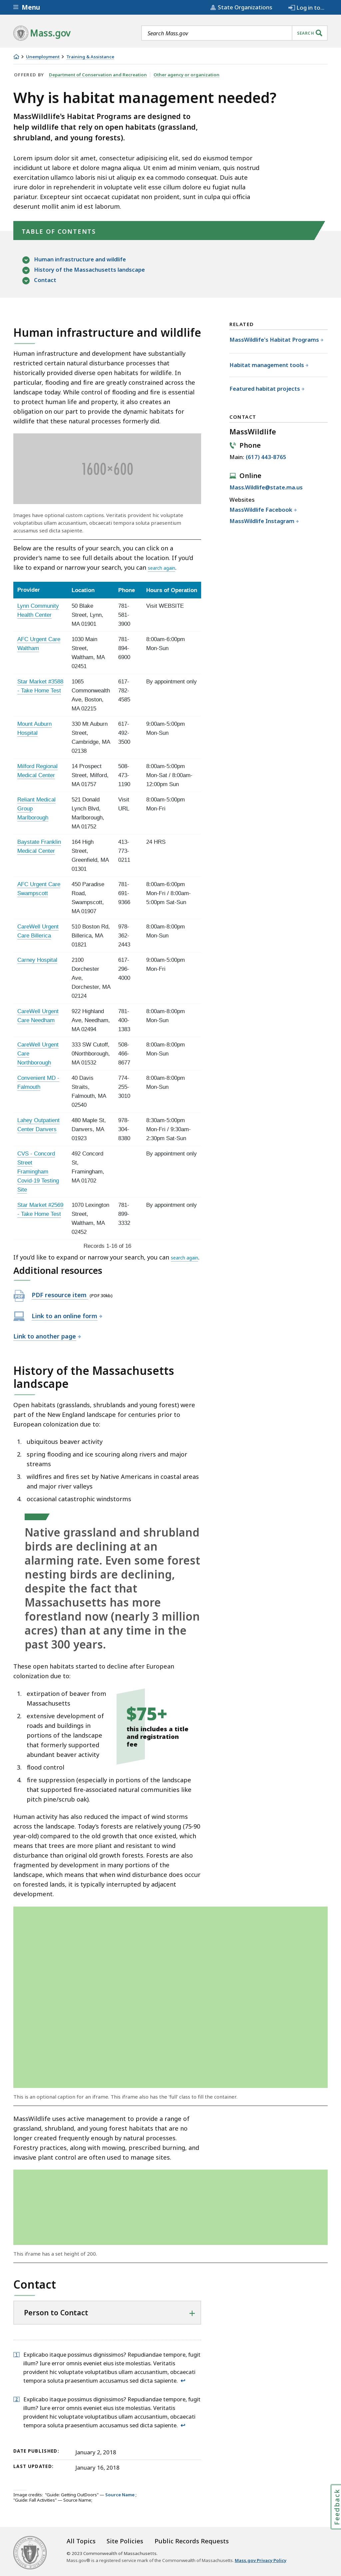 Menu
State Organizations
Log in to...
Mass.gov
Search Mass.gov
SEARCH
Unemployment
Training & Assistance
OFFERED BY
Department of Conservation and Recreation
Other agency or organization
Why is habitat management needed?
MassWildlife's Habitat Programs are designed to
help wildlife that rely on open habitats (grassland,
shrubland, and young forests).
Lorem ipsum dolor sit amet, consectetur adipisicing elit, sed do eiusmod tempor
incididunt ut labore et dolore magna aliqua. Ut enim ad minim veniam, quis nostrud
exercitation ullamco laboris nisi ut aliquip ex ea commodo consequat. Duis aute
irure dolor in reprehenderit in voluptate velit esse cillum dolore eu fugiat nulla
pariatur. Excepteur sint occaecat cupidatat non proident, sunt in culpa qui officia
deserunt mollit anim id est laborum.
TABLE OF CONTENTS
Human infrastructure and wildlife
History of the Massachusetts landscape
Contact
Human infrastructure and wildlife
Human infrastructure and development have substantially
restricted certain natural disturbance processes that
historically produced open habitat. In particular, fire and
flooding can no longer be allowed to freely range across the
landscape. While most of us, most of the time, are grateful for
controls that have been placed on fire and flooding, it creates an
obligation on our part to provide the dynamic habitats for
wildlife that these natural processes formerly did.
1600×600
Images have optional custom captions. Veritatis provident hic voluptate
voluptatibus ullam accusantium, obcaecati tempora soluta praesentium
accusamus sed dicta sapiente.
Below are the results of your search, you can click on a
provider's name to see full details about the location. If you'd
like to expand or narrow your search, you can search again.
Provider Location Phone Hours of Operation
Lynn Community Health Center 50 Blake Street, Lynn, MA 01901 781-581-3900 Visit WEBSITE
AFC Urgent Care Waltham 1030 Main Street, Waltham, MA 02451 781-894-6900 8:00am-6:00pm Mon-Sun
Star Market #3588 - Take Home Test 1065 Commonwealth Ave, Boston, MA 02215 617-782-4585 By appointment only
Mount Auburn Hospital 330 Mt Auburn Street, Cambridge, MA 02138 617-492-3500 9:00am-5:00pm Mon-Sun
Milford Regional Medical Center 14 Prospect Street, Milford, MA 01757 508-473-1190 8:00am-5:00pm Mon-Sat / 8:00am-12:00pm Sun
Reliant Medical Group Marlborough 521 Donald Lynch Blvd, Marlborough, MA 01752 Visit URL 8:00am-5:00pm Mon-Fri
Baystate Franklin Medical Center 164 High Street, Greenfield, MA 01301 413-773-0211 24 HRS
AFC Urgent Care Swampscott 450 Paradise Road, Swampscott, MA 01907 781-691-9366 8:00am-6:00pm Mon-Fri / 8:00am-5:00pm Sat-Sun
CareWell Urgent Care Billerica 510 Boston Rd, Billerica, MA 01821 978-362-2443 8:00am-8:00pm Mon-Sun
Carney Hospital 2100 Dorchester Ave, Dorchester, MA 02124 617-296-4000 9:00am-5:00pm Mon-Fri
CareWell Urgent Care Needham 922 Highland Ave, Needham, MA 02494 781-400-1383 8:00am-8:00pm Mon-Sun
CareWell Urgent Care Northborough 333 SW Cutoff, 0Northborough, MA 01532 508-466-8677 8:00am-8:00pm Mon-Sun
Convenient MD - Falmouth 40 Davis Straits, Falmouth, MA 02540 774-255-3010 8:00am-8:00pm Mon-Sun
Lahey Outpatient Center Danvers 480 Maple St, Danvers, MA 01923 978-304-8380 8:30am-5:00pm Mon-Fri / 9:30am-2:30pm Sat-Sun
CVS - Concord Street Framingham Covid-19 Testing Site 492 Concord St, Framingham, MA 01702 By appointment only
Star Market #2569 - Take Home Test 1070 Lexington Street, Waltham, MA 02452 781-899-3332 By appointment only
Records 1-16 of 16
If you'd like to expand or narrow your search, you can search again.
Additional resources
PDF resource item (PDF 80kb)
Link to an online form
Link to another page
History of the Massachusetts
landscape
Open habitats (grasslands, shrublands and young forests) were
part of the New England landscape for centuries prior to
European colonization due to:
1. ubiquitous beaver activity
2. spring flooding and ice scouring along rivers and major
streams
3. wildfires and fires set by Native Americans in coastal areas
and major river valleys
4. occasional catastrophic windstorms
Native grassland and shrubland
birds are declining at an
alarming rate. Even some forest
nesting birds are declining,
despite the fact that
Massachusetts has more
forestland now (nearly 3 million
acres) than at any time in the
past 300 years.
These open habitats started to decline after European
colonization due to:
1. extirpation of beaver from
Massachusetts
2. extensive development of
roads and buildings in
portions of the landscape
that formerly supported
abundant beaver activity
3. flood control
4. fire suppression (especially in portions of the landscape
that supported fire-associated natural communities like
pitch pine/scrub oak).
$75+
this includes a title
and registration
fee
Human activity has also reduced the impact of wind storms
across the landscape. Today's forests are relatively young (75-90
year-old) compared to the old growth that once existed, which
means that trees are more pliant and resistant to wind
disturbance than original old growth forests. Forests are also
fragmented by development in many portions of the
landscape, which means that even when wind disturbance does occur
in forested areas, it is typically not reinforced by adjacent
development.
This is an optional caption for an iframe. This iframe also has the 'full' class to fill the container.
MassWildlife uses active management to provide a range of
grassland, shrubland, and young forest habitats that are no
longer created frequently enough by natural processes.
Forestry practices, along with mowing, prescribed burning, and
invasive plant control are often used to manage sites.
This iframe has a set height of 200.
Contact
Person to Contact
1 Explicabo itaque possimus dignissimos? Repudiandae tempore, fugit
illum? Iure error omnis eveniet eius iste molestias. Veritatis
provident hic voluptate voluptatibus ullam accusantium, obcaecati
tempora soluta praesentium accusamus sed dicta sapiente. ↩
2 Explicabo itaque possimus dignissimos? Repudiandae tempore, fugit
illum? Iure error omnis eveniet eius iste molestias. Veritatis
provident hic voluptate voluptatibus ullam accusantium, obcaecati
tempora soluta praesentium accusamus sed dicta sapiente. ↩
DATE PUBLISHED: January 2, 2018
LAST UPDATED: January 16, 2018
Image credits: "Guide: Getting OutDoors" — Source Name;
"Guide: Fall Activities" — Source Name;
RELATED
MassWildlife's Habitat Programs
Habitat management tools
Featured habitat projects
CONTACT
MassWildlife
Phone
Main: (617) 443-8765
Online
Mass.Wildlife@state.ma.us
Websites
MassWildlife Facebook
MassWildlife Instagram
Feedback
All Topics
Site Policies
Public Records Requests
© 2023 Commonwealth of Massachusetts.
Mass.gov® is a registered service mark of the Commonwealth of Massachusetts. Mass.gov Privacy Policy